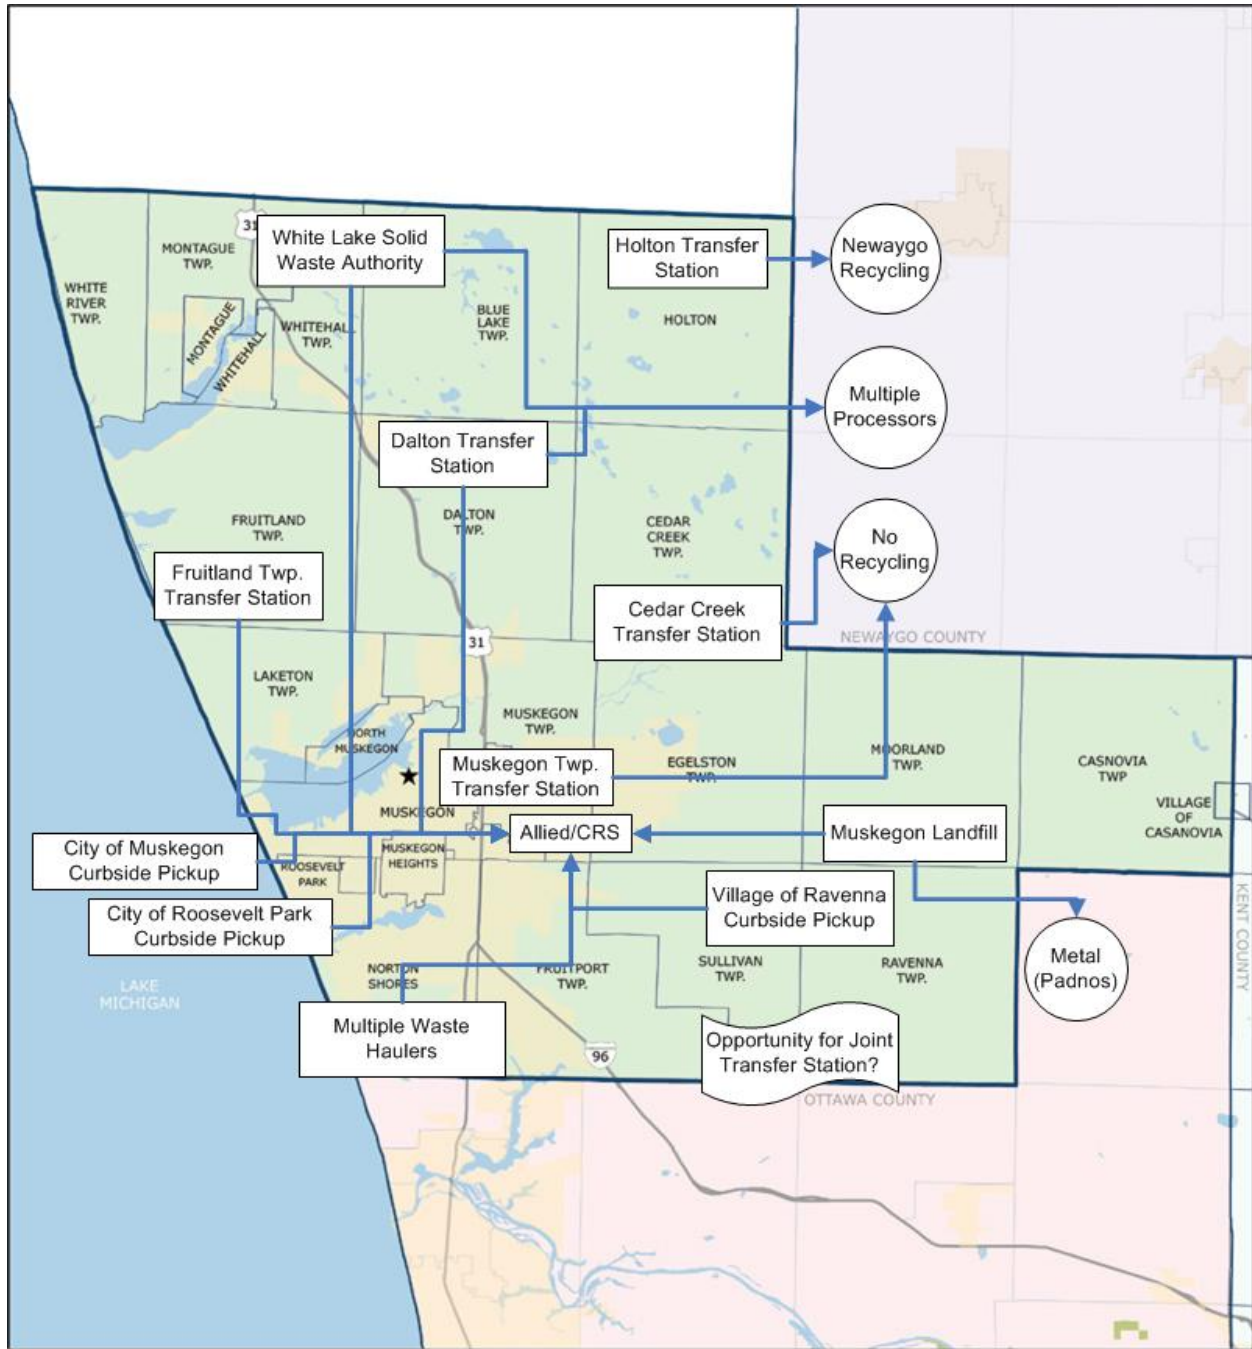 31
MONTAGUE
TWP.
White Lake Solid
Waste Authority
Holton Transfer
Station
Newaygo
Recycling
WHITE
RIVER
TWP.
MONTAGUE
WHITEHALL
WHITEHALL
TWP.
BLUE
LAKE
TWP.
HOLTON
Multiple
Processors
Dalton Transfer
Station
FRUITLAND
TWP.
DALTON
TWP.
CEDAR
CREEK
TWP.
No
Recycling
Fruitland Twp.
Transfer Station
Cedar Creek
Transfer Station
NEWAYGO COUNTY
31
LAKETON
TWP.
NORTH
MUSKEGON
MUSKEGON
TWP.
Muskegon Twp.
Transfer Station
EGELSTON
TWP.
MOORLAND
TWP.
CASNOVIA
TWP
VILLAGE
OF
CASANOVIA
MUSKEGON
Allied/CRS
Muskegon Landfill
City of Muskegon
Curbside Pickup
ROOSEVELT
PARK
MUSKEGON
HEIGHTS
City of Roosevelt Park
Curbside Pickup
Village of Ravenna
Curbside Pickup
KENT COUNTY
Metal
(Padnos)
NORTON
SHORES
FRUITPORT
TWP.
SULLIVAN
TWP.
RAVENNA
TWP.
LAKE
MICHIGAN
Multiple Waste
Haulers
96
Opportunity for Joint
Transfer Station?
OTTAWA COUNTY